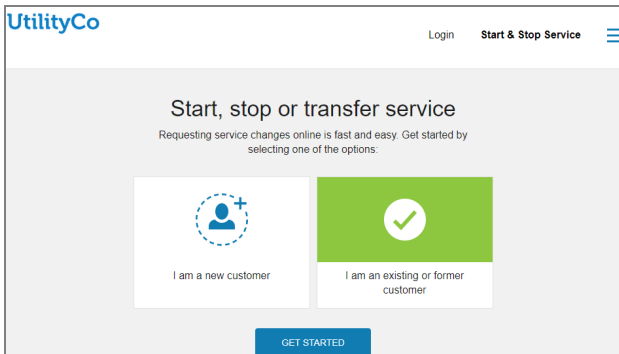 UtilityCo
Login Start & Stop Service
Start, stop or transfer service
Requesting service changes online is fast and easy. Get started by
selecting one of the options:
I am a new customer
I am an existing or former
customer
GET STARTED